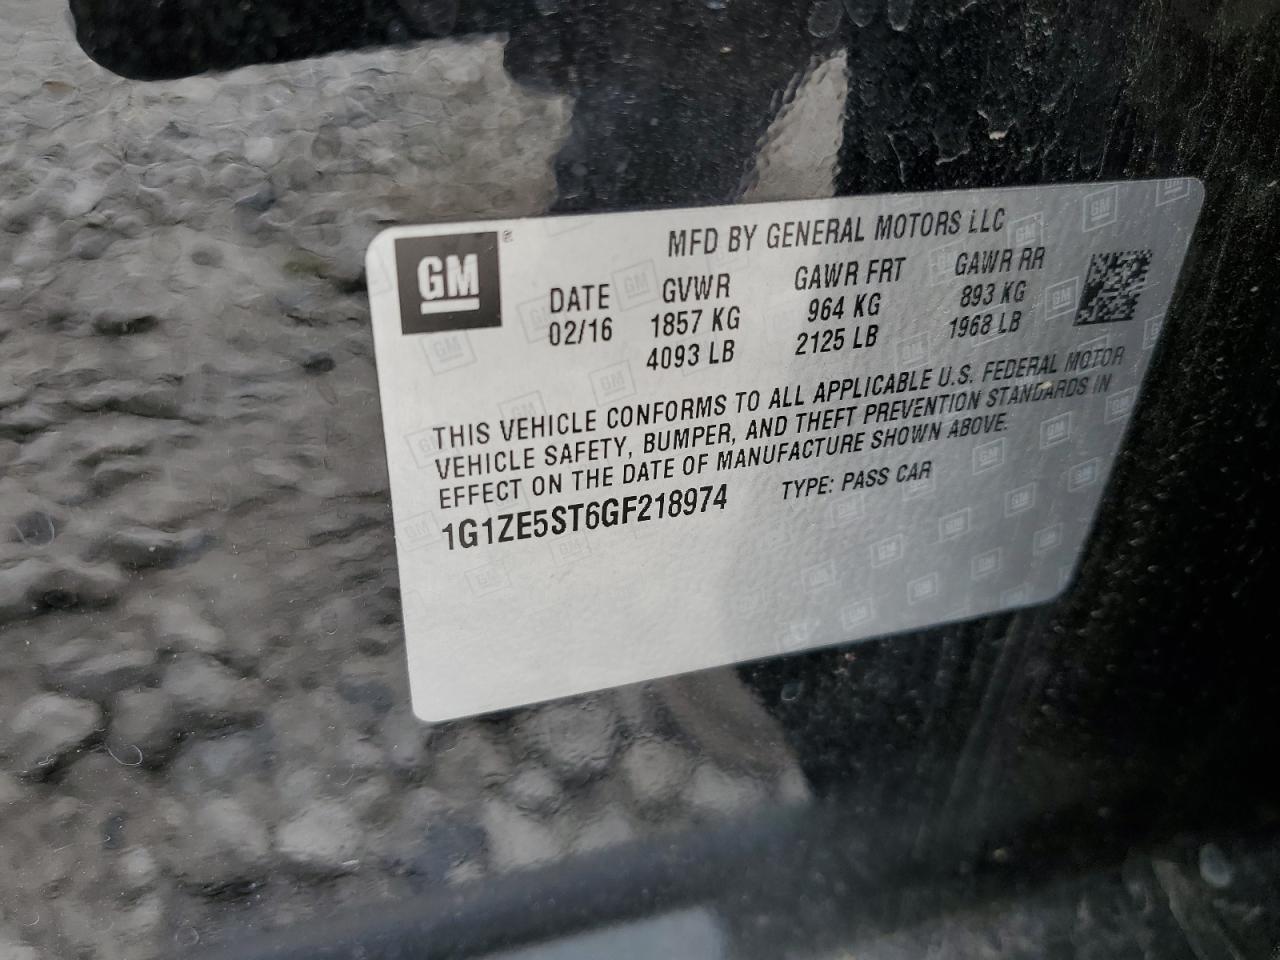 GM
MFD BY GENERAL MOTORS LLC
DATE GVWR GAWR FRT GAWR RR
02/16 1857 KG 964 KG 893 KG
4093 LB 2125 LB 1968 LB
THIS VEHICLE CONFORMS TO ALL APPLICABLE U.S. FEDERAL MOTOR
VEHICLE SAFETY, BUMPER, AND THEFT PREVENTION STANDARDS IN
EFFECT ON THE DATE OF MANUFACTURE SHOWN ABOVE.
1G1ZE5ST6GF218974 TYPE: PASS CAR